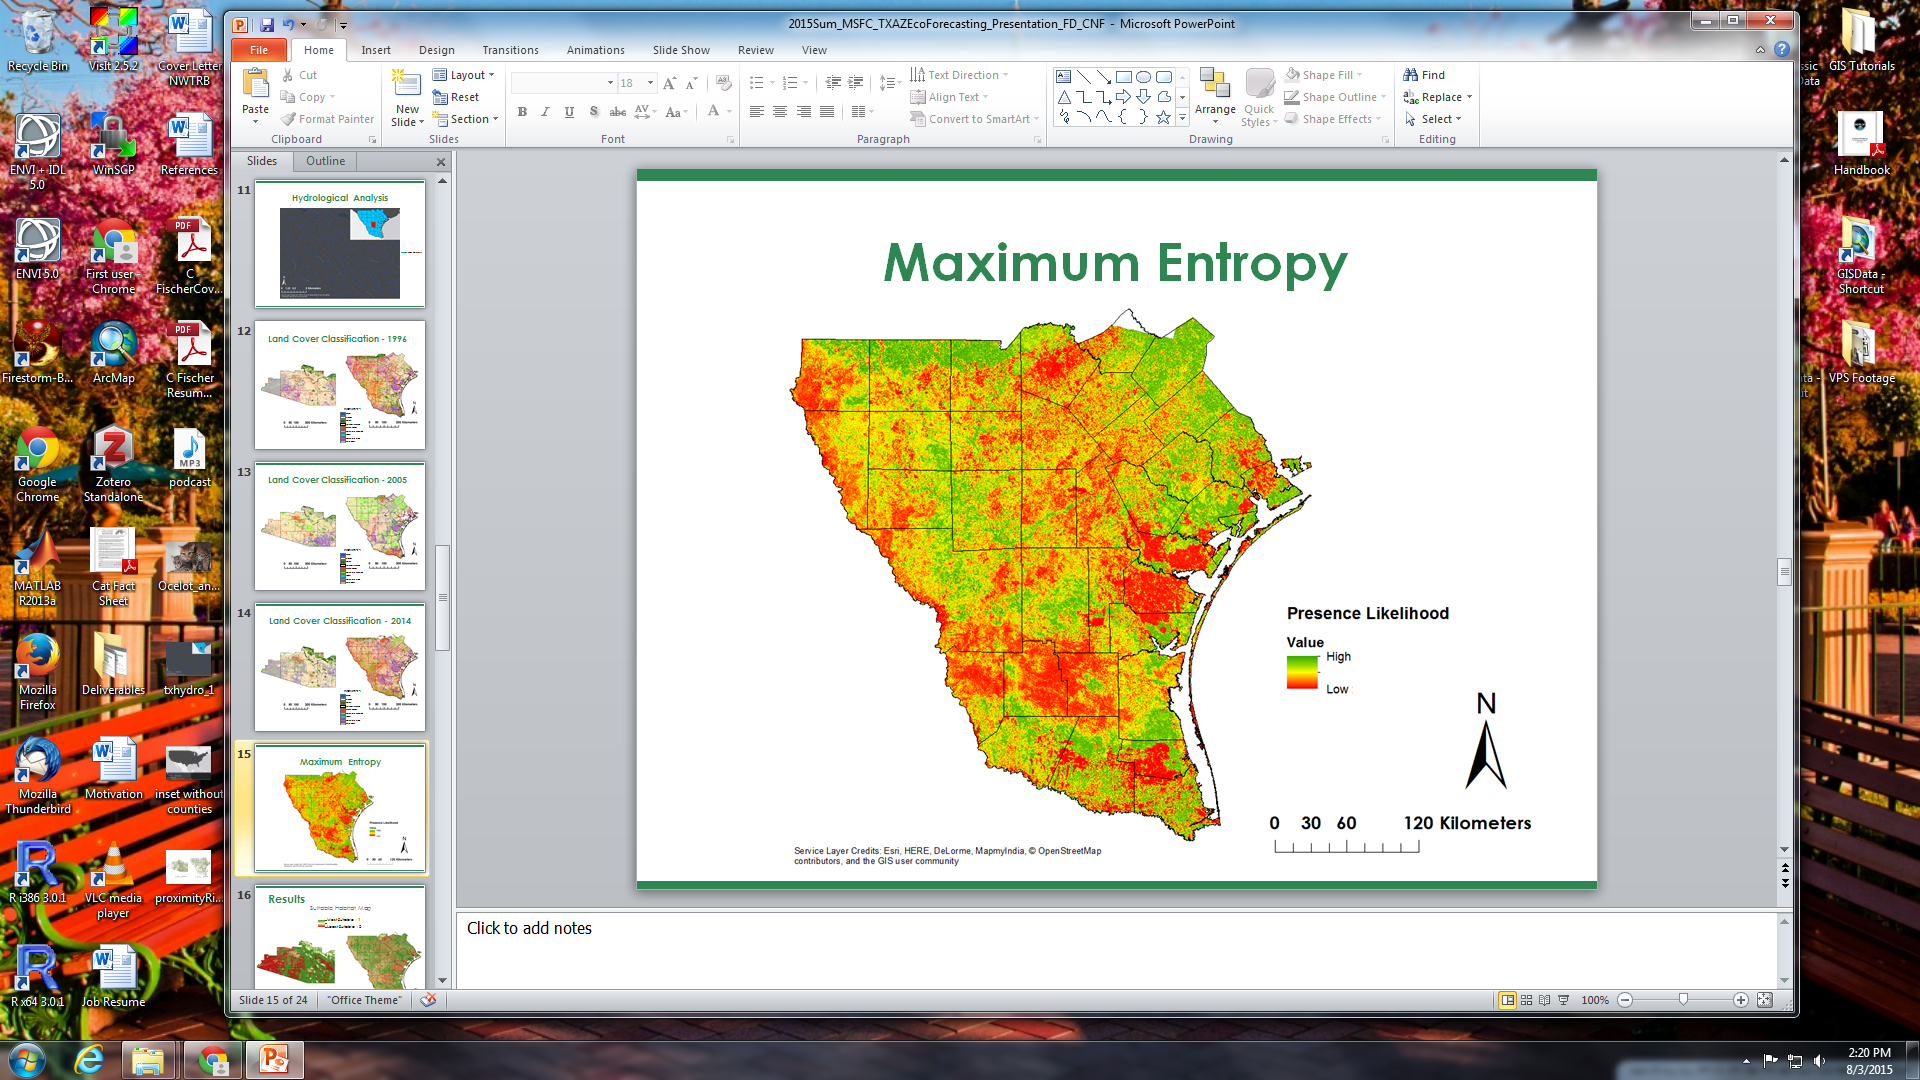 2015Sum_MSFC_TXAZEcoForecasting_Presentation_FD_CNF - Microsoft PowerPoint
File
Home
Insert
Design
Transitions
Animations
Slide Show
Review
View
Paste
Cut
Copy
Format Painter
Clipboard
New Slide
Layout
Reset
Section
Slides
18
Font
Text Direction
Align Text
Convert to SmartArt
Paragraph
Arrange
Quick Styles
Shape Fill
Shape Outline
Shape Effects
Drawing
Find
Replace
Select
Editing
Slides
Outline
11
Hydrological Analysis
12
Land Cover Classification - 1996
13
Land Cover Classification - 2005
14
Land Cover Classification - 2014
15
Maximum Entropy
Presence Likelihood
16
Results
Suitable Habitat Map
Maximum Entropy
Presence Likelihood
Value
High
Low
N
0 30 60 120 Kilometers
Service Layer Credits: Esri, HERE, DeLorme, MapmyIndia, © OpenStreetMap
contributors, and the GIS user community
Click to add notes
Slide 15 of 24
"Office Theme"
100%
Recycle Bin
VisIt 2.5.2
Cover Letter
NWTRB
ENVI + IDL
5.0
WinSCP
References
ENVI 5.0
First user -
Chrome
C
FischerCov...
Firestorm-B...
ArcMap
C Fischer
Resum...
Google
Chrome
Zotero
Standalone
podcast
MATLAB
R2013a
Cat Fact
Sheet
Ocelot_an...
Mozilla
Firefox
Deliverables
txhydro_1
Mozilla
Thunderbird
Motivation
inset without
counties
R i386 3.0.1
VLC media
player
proximityRi...
R x64 3.0.1
Job Resume
GIS Tutorials
Handbook
GISData -
Shortcut
VPS Footage
2:20 PM
8/3/2015